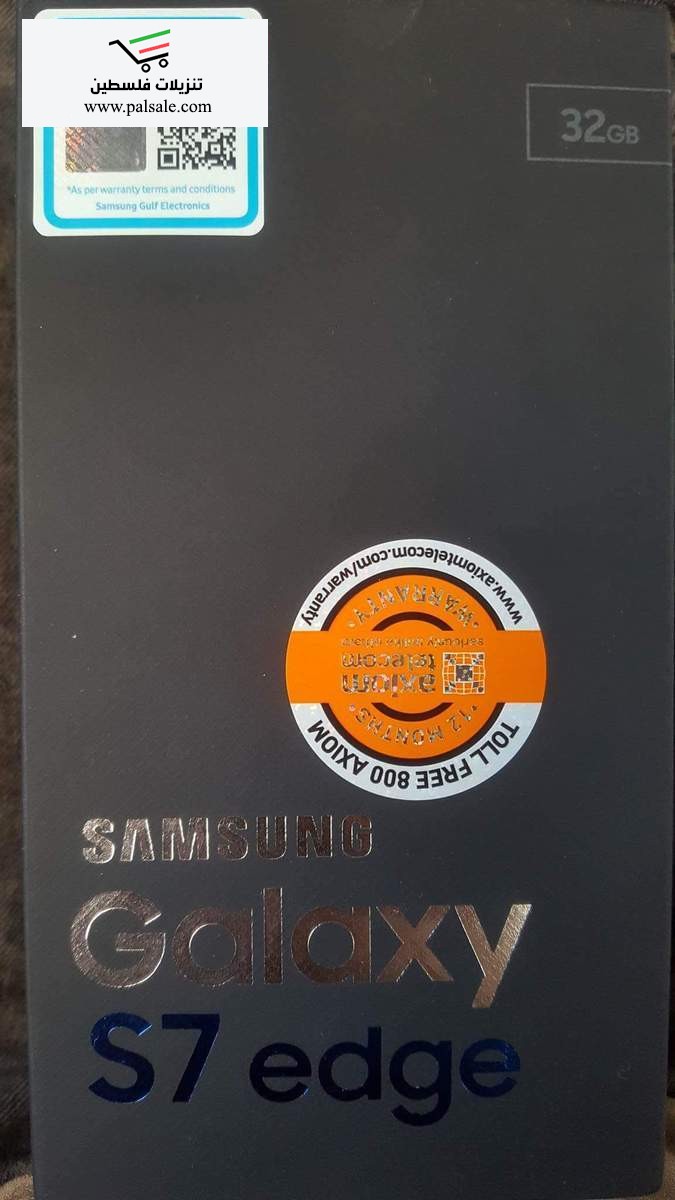 تنزيلات فلسطين
www.palsale.com
32GB
*As per warranty terms and conditions
Samsung Gulf Electronics
www.axiomtelecom.com/warranty
•WARRANTY•
axiom
telecom
•12 MONTHS•
TOLL FREE 800 AXIOM
SAMSUNG
Galaxy
S7 edge